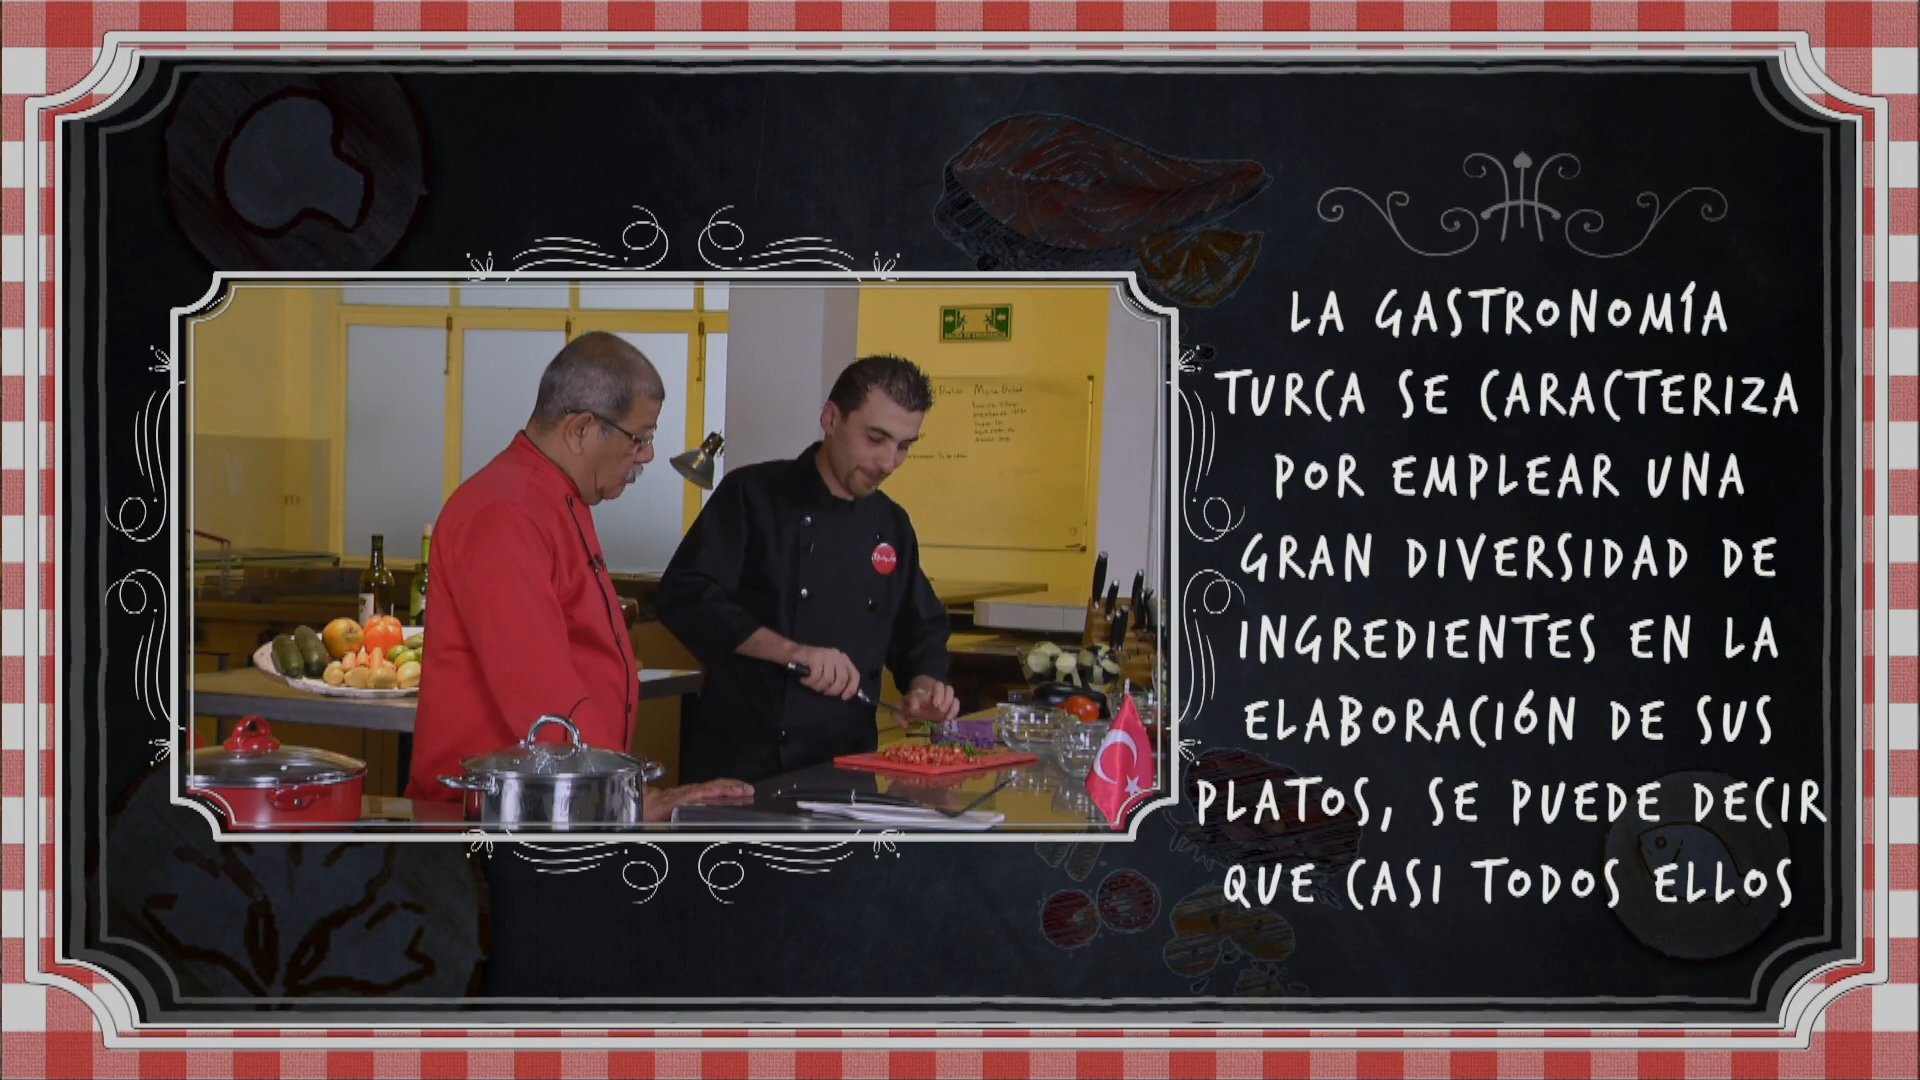 LA GASTRONOMÍA
TURCA SE CARACTERIZA
POR EMPLEAR UNA
GRAN DIVERSIDAD DE
INGREDIENTES EN LA
ELABORACIÓN DE SUS
PLATOS, SE PUEDE DECIR
QUE CASI TODOS ELLOS